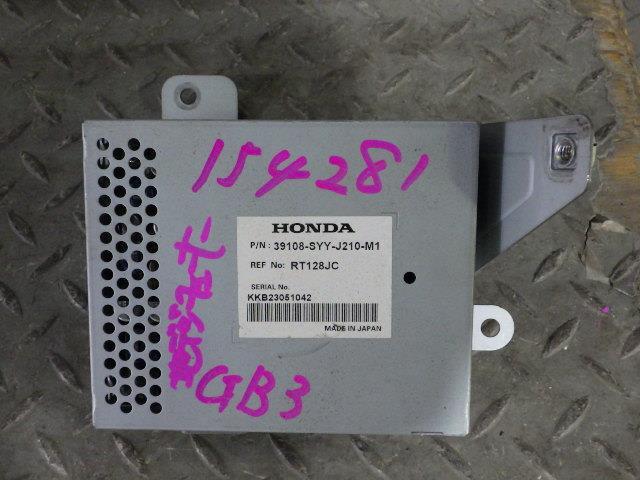 154281
HONDA
P/N : 39108-SYY-J210-M1
REF No: RT128JC
SERIAL No.
KKB23051042
MADE IN JAPAN
GB3